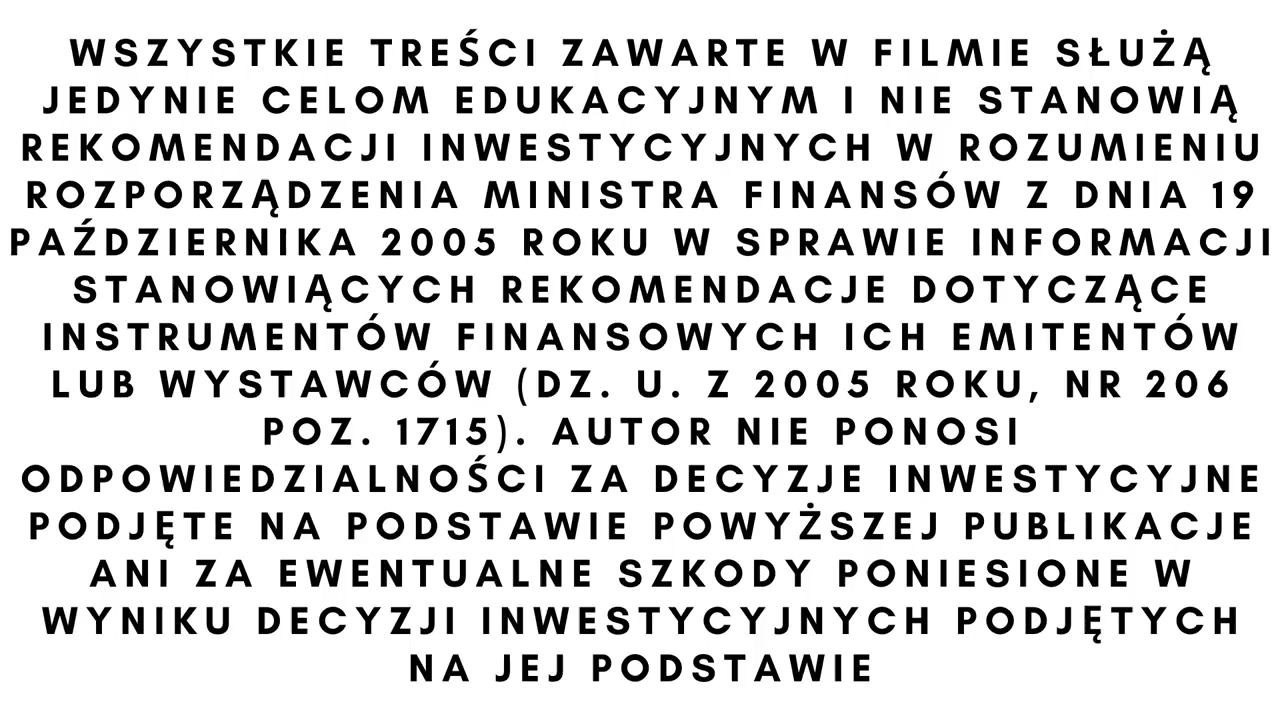 WSZYSTKIE TREŚCI ZAWARTE W FILMIE SŁUŻĄ
JEDYNIE CELOM EDUKACYJNYM I NIE STANOWIĄ
REKOMENDACJI INWESTYCYJNYCH W ROZUMIENIU
ROZPORZĄDZENIA MINISTRA FINANSÓW Z DNIA 19
PAŹDZIERNIKA 2005 ROKU W SPRAWIE INFORMACJI
STANOWIĄCYCH REKOMENDACJE DOTYCZĄCE
INSTRUMENTÓW FINANSOWYCH ICH EMITENTÓW
LUB WYSTAWCÓW (DZ. U. Z 2005 ROKU, NR 206
POZ. 1715). AUTOR NIE PONOSI
ODPOWIEDZIALNOŚCI ZA DECYZJE INWESTYCYJNE
PODJĘTE NA PODSTAWIE POWYŻSZEJ PUBLIKACJE
ANI ZA EWENTUALNE SZKODY PONIESIONE W
WYNIKU DECYZJI INWESTYCYJNYCH PODJĘTYCH
NA JEJ PODSTAWIE